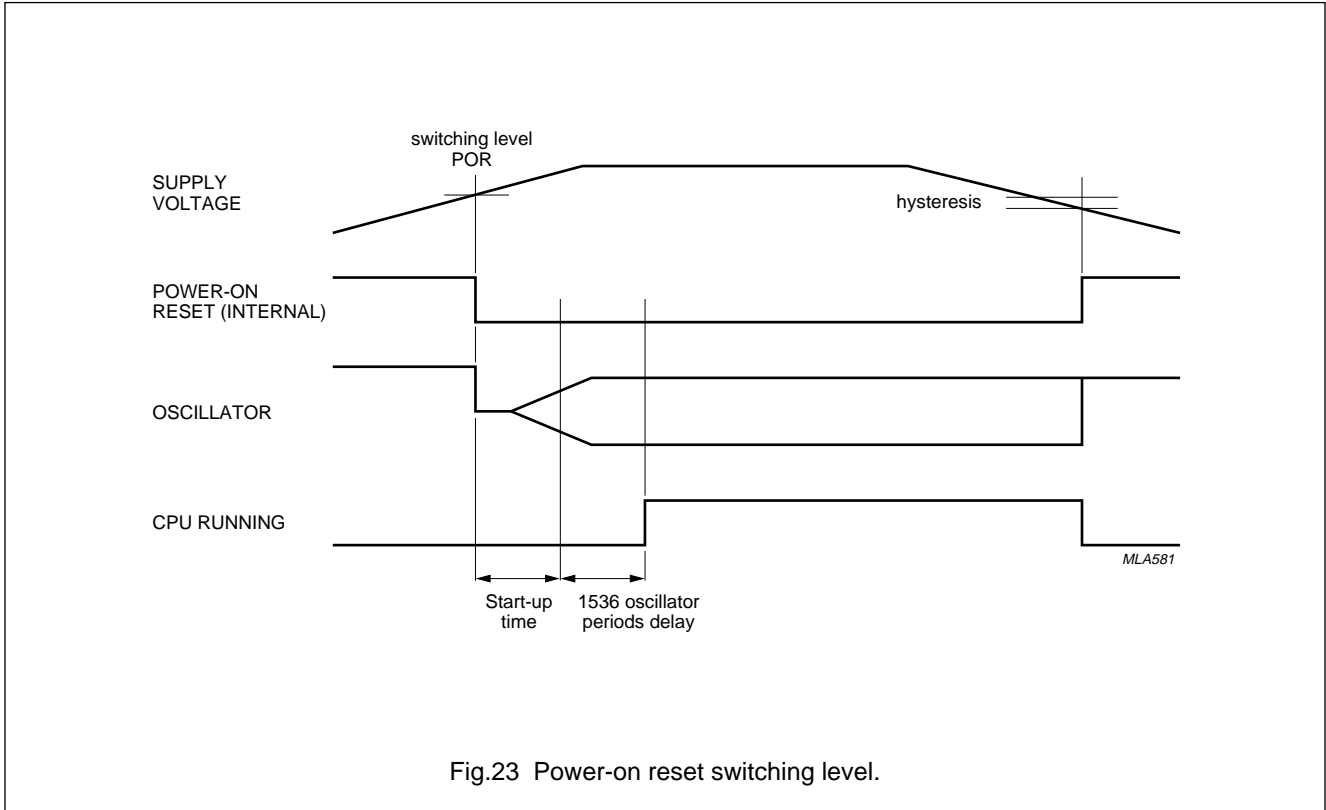 switching level
POR
SUPPLY
VOLTAGE
hysteresis
POWER-ON
RESET (INTERNAL)
OSCILLATOR
CPU RUNNING
MLA581
Start-up
time
1536 oscillator
periods delay
Fig.23 Power-on reset switching level.